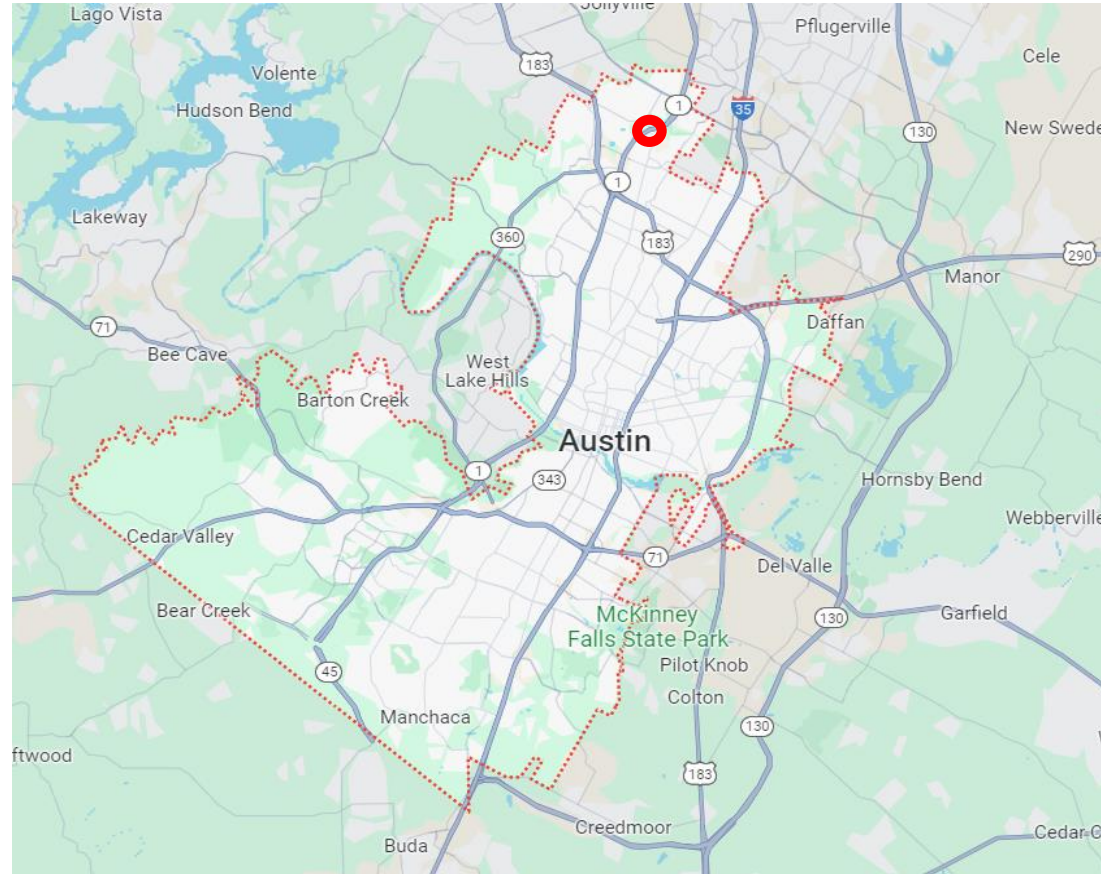 Lago Vista
Jollyville
Pflugerville
Cele
183
Volente
Hudson Bend
1
35
130
New Swede
Lakeway
1
360
183
290
Manor
71
Daffan
Bee Cave
West
Lake Hills
Barton Creek
Austin
1
343
Hornsby Bend
Webberville
Cedar Valley
71
Del Valle
Bear Creek
McKinney
Falls State Park
130
Garfield
Pilot Knob
45
Colton
Manchaca
130
ftwood
183
Creedmoor
Buda
Cedar C